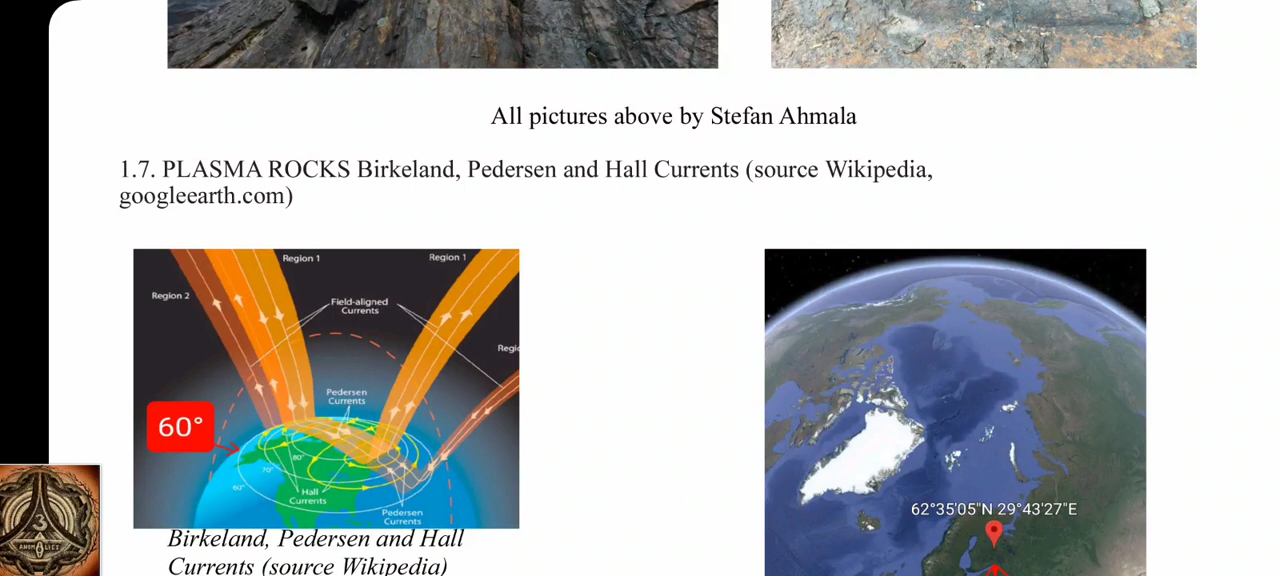 All pictures above by Stefan Ahmala
1.7. PLASMA ROCKS Birkeland, Pedersen and Hall Currents (source Wikipedia,
googleearth.com)
Region 1
Region 1
Region 2
Field-aligned
Currents
Regio
Pedersen
Currents
60°
80°
70°
60°
Hall
Currents
Pedersen
Currents
62°35'05"N 29°43'27"E
Birkeland, Pedersen and Hall
Currents (source Wikipedia)
3